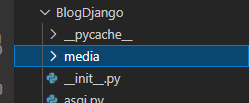 BlogDjango
__pycache__
media
__init__.py
asgi.py